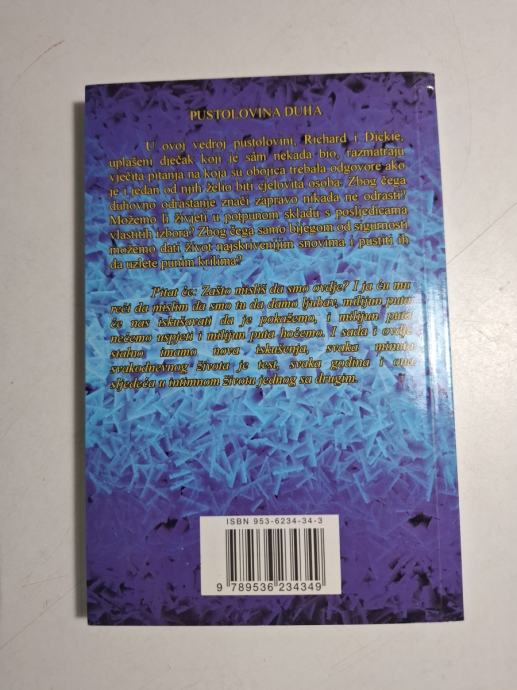 PUSTOLOVINA DUHA
U ovoj vedroj pustolovini, Richard i Dickie,
uplašeni dječak koji je sám nekada bio, razmatraju
vječita pitanja na koja su obojica trebala odgovore ako
je i jedan od njih želio biti cjelovita osoba. Zbog čega
duhovno odrastanje znači zapravo nikada ne odrasti?
Možemo li živjeti u potpunom skladu s posljedicama
vlastitih izbora? Zbog čega samo bijegom od sigurnosti
možemo dati život najskrivenijim snovima i pustiti ih
da uzlete punim krilima?
Pitat će: Zašto misliš da smo ovdje? I ja ću mu
reći da mislim da smo tu da damo ljubav, milijun puta
će nas iskušavati da je pokažemo, i milijun puta
nećemo uspjeti i milijun puta hoćemo. I sada i ovdje
stalno imamo nova iskušenja, svaka minuta
svakodnevnog života je test, svaka godina i ona
sljedeća u intimnom životu jednog sa drugim.
ISBN 953-6234-34-3
9 789536 234349